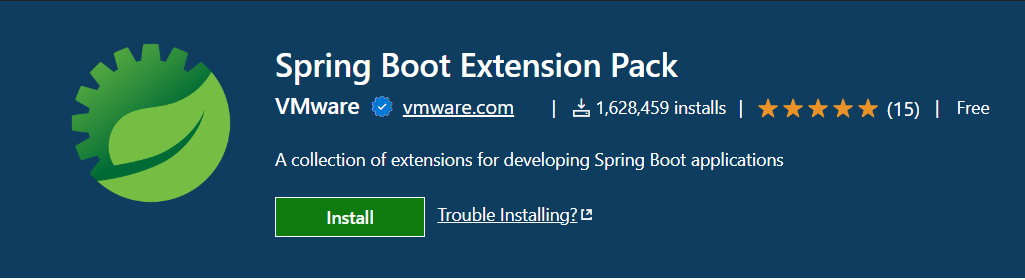 Spring Boot Extension Pack
VMware vmware.com | 1,628,459 installs | (15) | Free
A collection of extensions for developing Spring Boot applications
Install Trouble Installing?